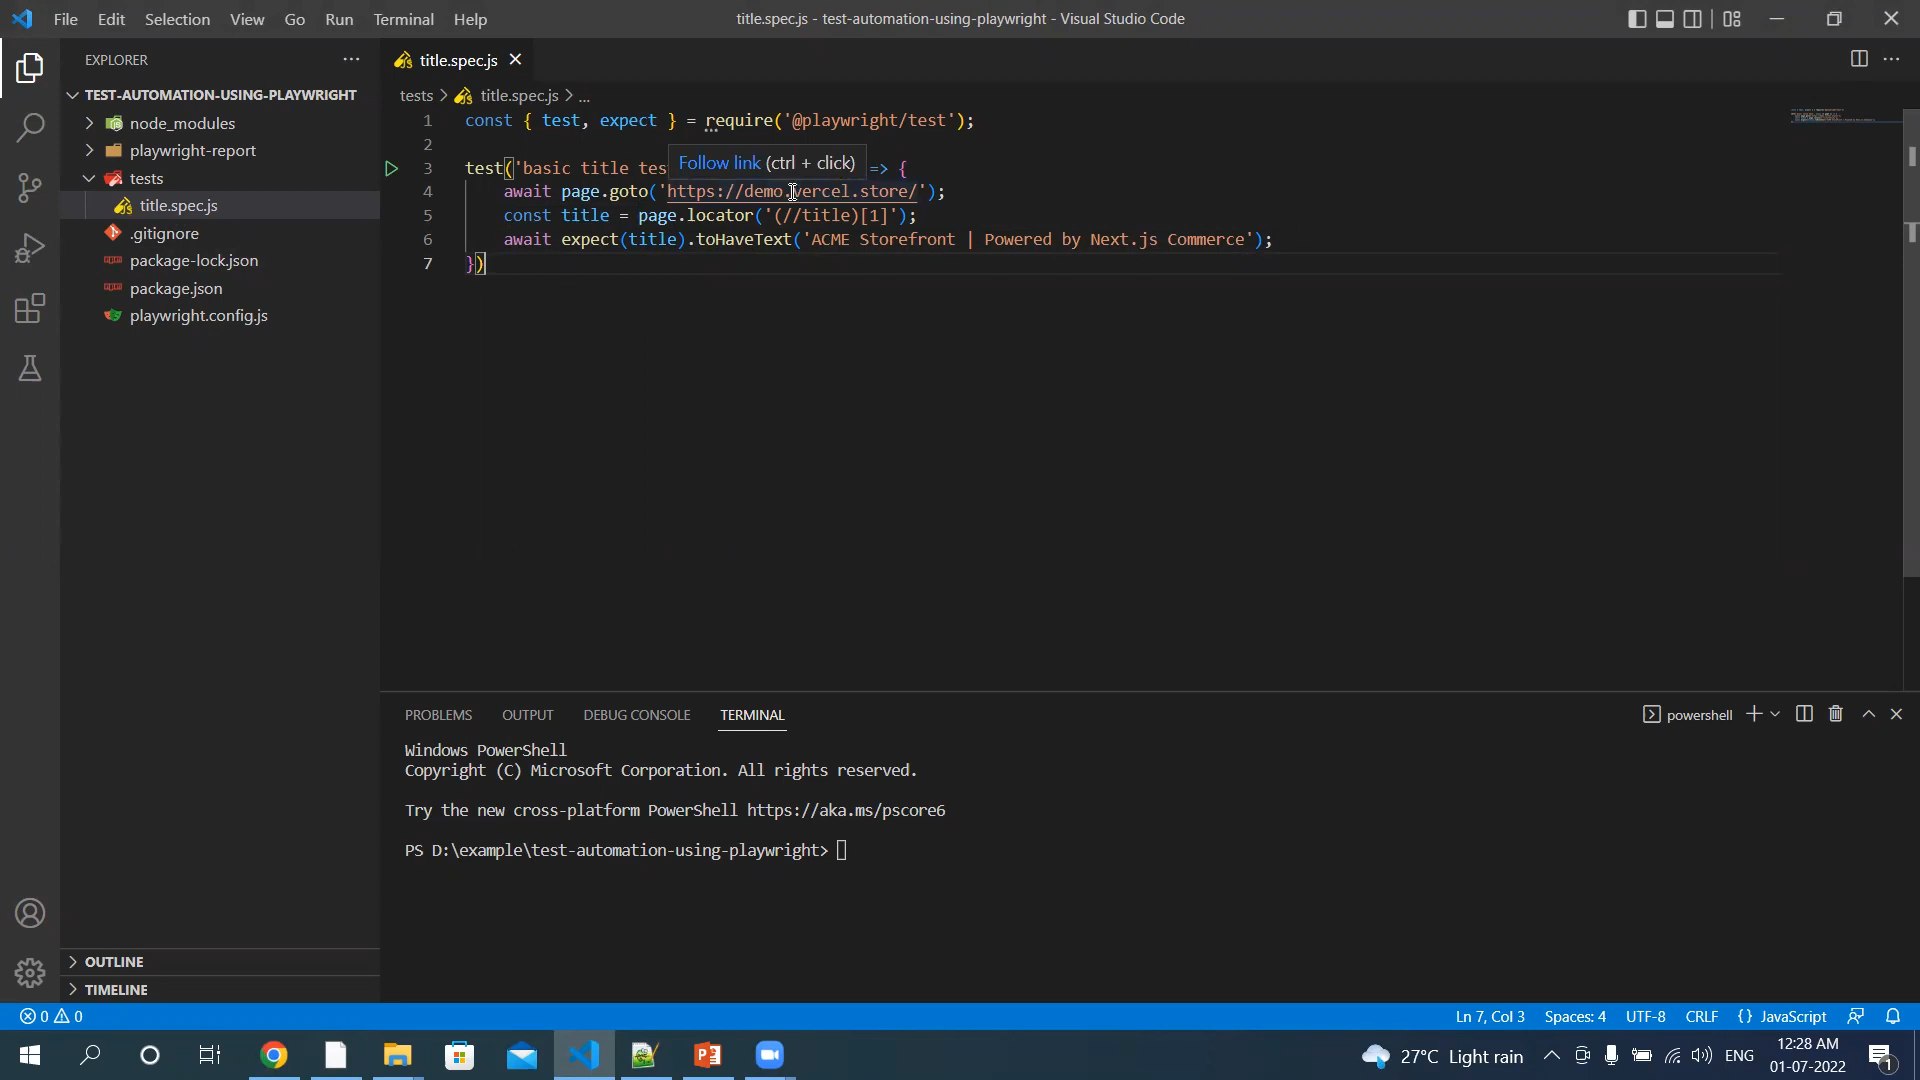 File Edit Selection View Go Run Terminal Help
title.spec.js - test-automation-using-playwright - Visual Studio Code
EXPLORER
TEST-AUTOMATION-USING-PLAYWRIGHT
node_modules
playwright-report
tests
title.spec.js
.gitignore
package-lock.json
package.json
playwright.config.js
OUTLINE
TIMELINE
title.spec.js
tests > title.spec.js > ...
1 const { test, expect } = require('@playwright/test');
2
3 test('basic title tes => {
Follow link (ctrl + click)
4 await page.goto('https://demo.vercel.store/');
5 const title = page.locator('(//title)[1]');
6 await expect(title).toHaveText('ACME Storefront | Powered by Next.js Commerce');
7 })
PROBLEMS OUTPUT DEBUG CONSOLE TERMINAL
powershell
Windows PowerShell
Copyright (C) Microsoft Corporation. All rights reserved.
Try the new cross-platform PowerShell https://aka.ms/pscore6
PS D:\example\test-automation-using-playwright>
0 0
Ln 7, Col 3 Spaces: 4 UTF-8 CRLF {} JavaScript
27°C Light rain
ENG
12:28 AM
01-07-2022
1